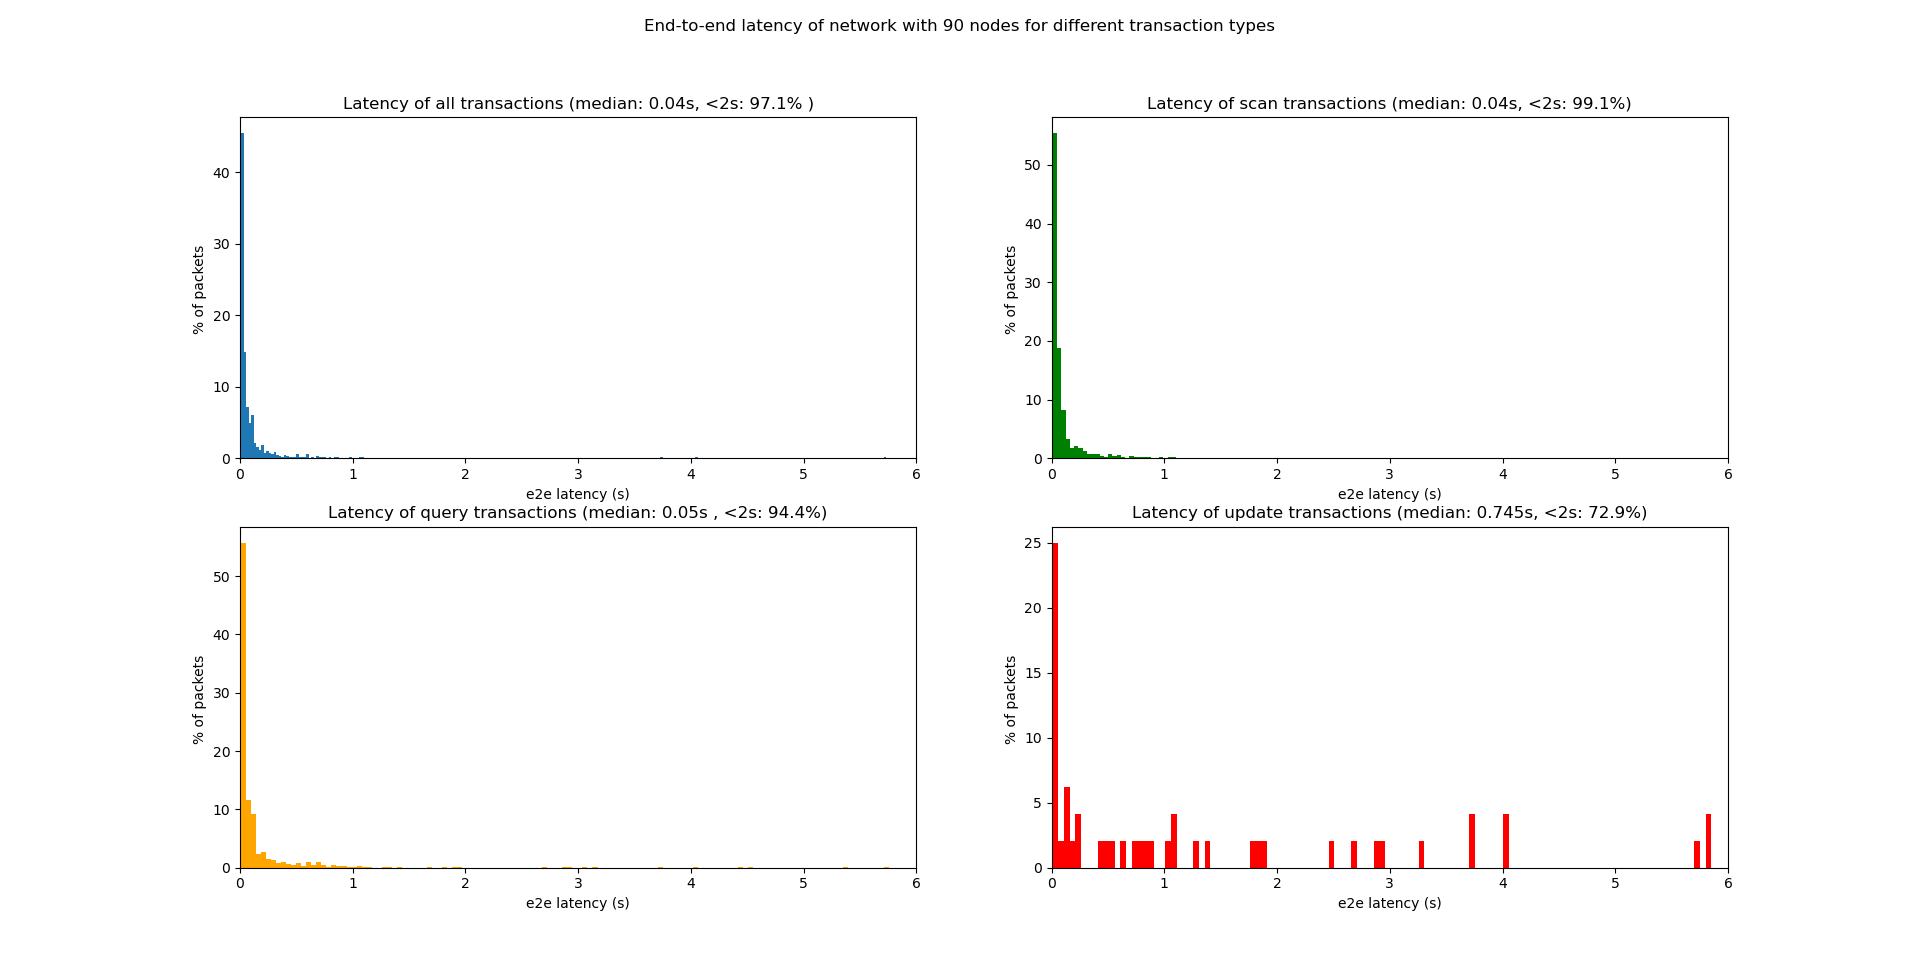 End-to-end latency of network with 90 nodes for different transaction types
Latency of all transactions (median: 0.04s, <2s: 97.1% )
% of packets
40
30
20
10
0
0 1 2 3 4 5 6
e2e latency (s)
Latency of scan transactions (median: 0.04s, <2s: 99.1%)
% of packets
50
40
30
20
10
0
0 1 2 3 4 5 6
e2e latency (s)
Latency of query transactions (median: 0.05s , <2s: 94.4%)
% of packets
50
40
30
20
10
0
0 1 2 3 4 5 6
e2e latency (s)
Latency of update transactions (median: 0.745s, <2s: 72.9%)
% of packets
25
20
15
10
5
0
0 1 2 3 4 5 6
e2e latency (s)